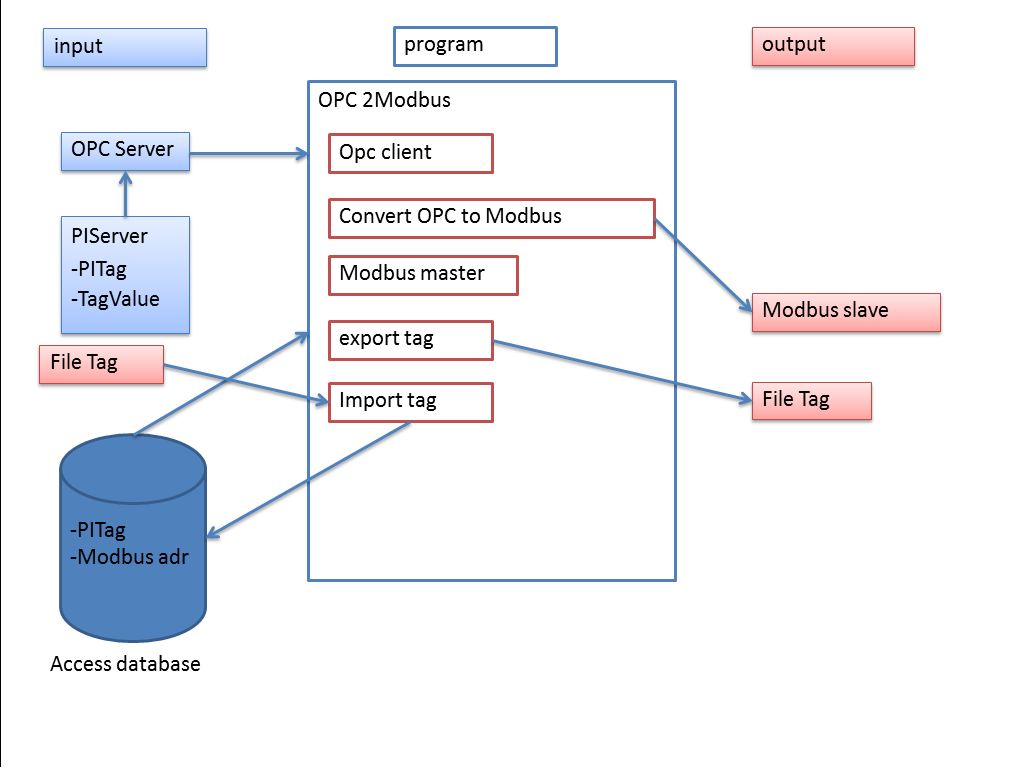 input
program
output
OPC 2Modbus
OPC Server
Opc client
PIServer
-PITag
-TagValue
Convert OPC to Modbus
Modbus master
Modbus slave
File Tag
export tag
Import tag
File Tag
-PITag
-Modbus adr
Access database